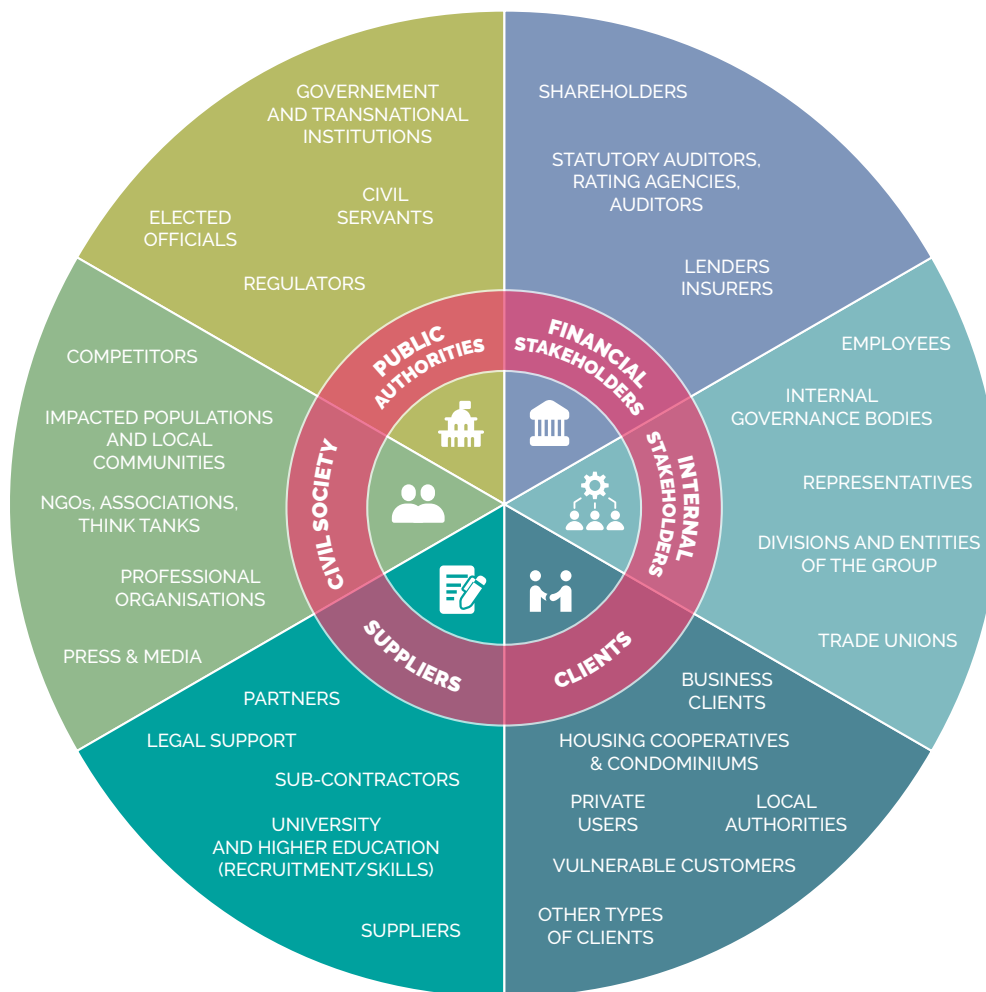 GOVERNEMENT
AND TRANSNATIONAL
INSTITUTIONS
CIVIL
SERVANTS
ELECTED
OFFICIALS
REGULATORS
SHAREHOLDERS
STATUTORY AUDITORS,
RATING AGENCIES,
AUDITORS
LENDERS
INSURERS
EMPLOYEES
INTERNAL
GOVERNANCE BODIES
REPRESENTATIVES
DIVISIONS AND ENTITIES
OF THE GROUP
TRADE UNIONS
BUSINESS
CLIENTS
HOUSING COOPERATIVES
& CONDOMINIUMS
PRIVATE
USERS
LOCAL
AUTHORITIES
VULNERABLE CUSTOMERS
OTHER TYPES
OF CLIENTS
PARTNERS
LEGAL SUPPORT
SUB-CONTRACTORS
UNIVERSITY
AND HIGHER EDUCATION
(RECRUITMENT/SKILLS)
SUPPLIERS
COMPETITORS
IMPACTED POPULATIONS
AND LOCAL
COMMUNITIES
NGOs, ASSOCIATIONS,
THINK TANKS
PROFESSIONAL
ORGANISATIONS
PRESS & MEDIA
PUBLIC
AUTHORITIES
FINANCIAL
STAKEHOLDERS
INTERNAL
STAKEHOLDERS
CLIENTS
SUPPLIERS
CIVIL SOCIETY